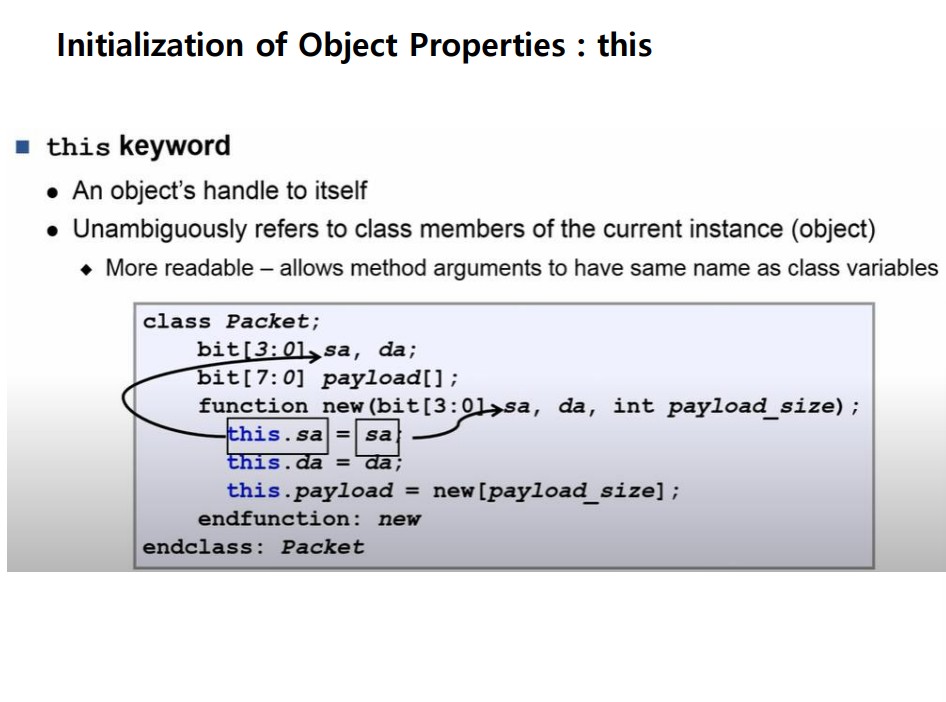 Initialization of Object Properties : this
this keyword
An object's handle to itself
Unambiguously refers to class members of the current instance (object)
More readable – allows method arguments to have same name as class variables
class Packet;
bit[3:0] sa, da;
bit[7:0] payload[];
function new(bit[3:0] sa, da, int payload_size);
this.sa = sa;
this.da = da;
this.payload = new[payload_size];
endfunction: new
endclass: Packet